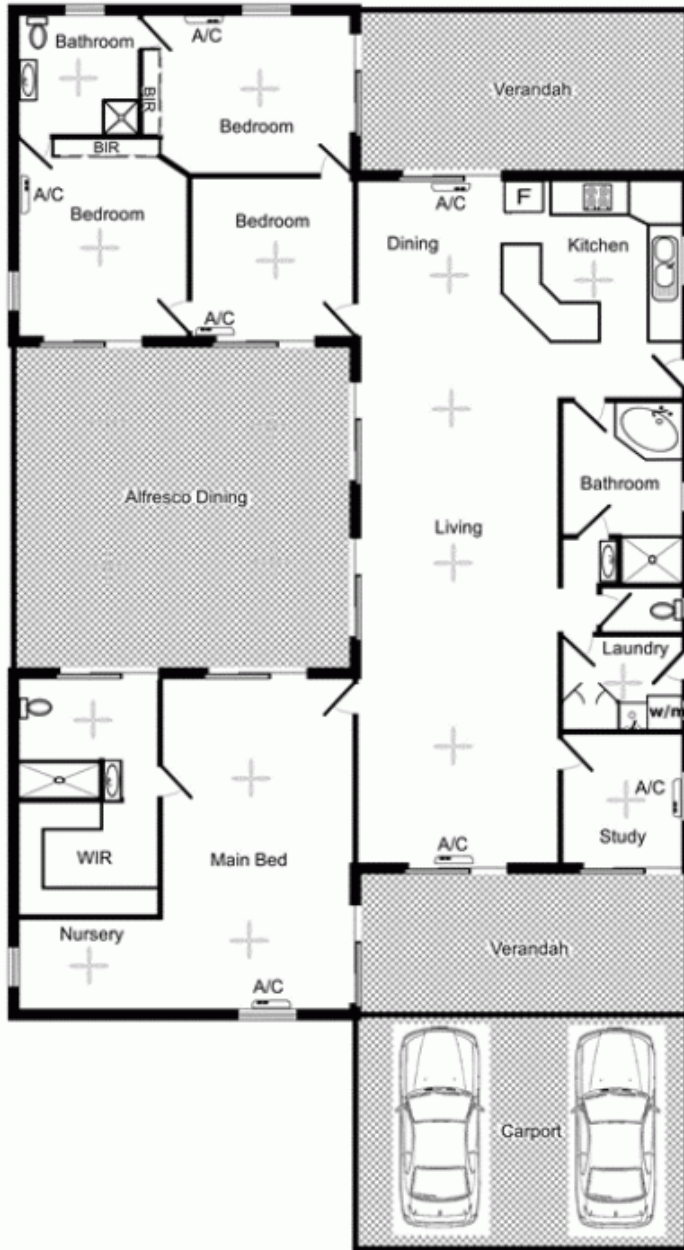 Bathroom
A/C
BIR
Bedroom
Verandah
BIR
A/C
Bedroom
Bedroom
A/C
A/C
F
Dining
Kitchen
Alfresco Dining
Bathroom
Living
Laundry
w/m
A/C
Study
WIR
Main Bed
A/C
Nursery
A/C
Verandah
Carport